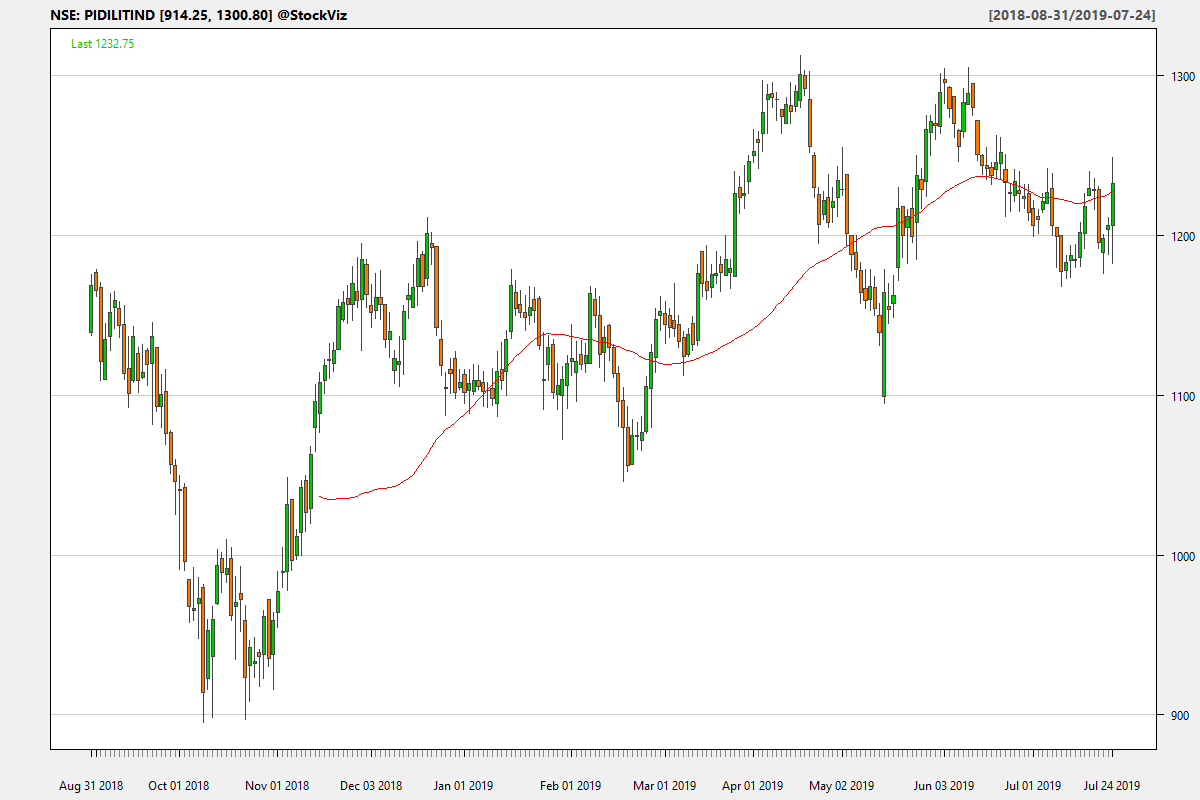 NSE: PIDILITIND [914.25, 1300.80] @StockViz [2018-08-31/2019-07-24]
Last 1232.75
1300
1200
1100
1000
900
Aug 31 2018 Oct 01 2018 Nov 01 2018 Dec 03 2018 Jan 01 2019 Feb 01 2019 Mar 01 2019 Apr 01 2019 May 02 2019 Jun 03 2019 Jul 01 2019 Jul 24 2019